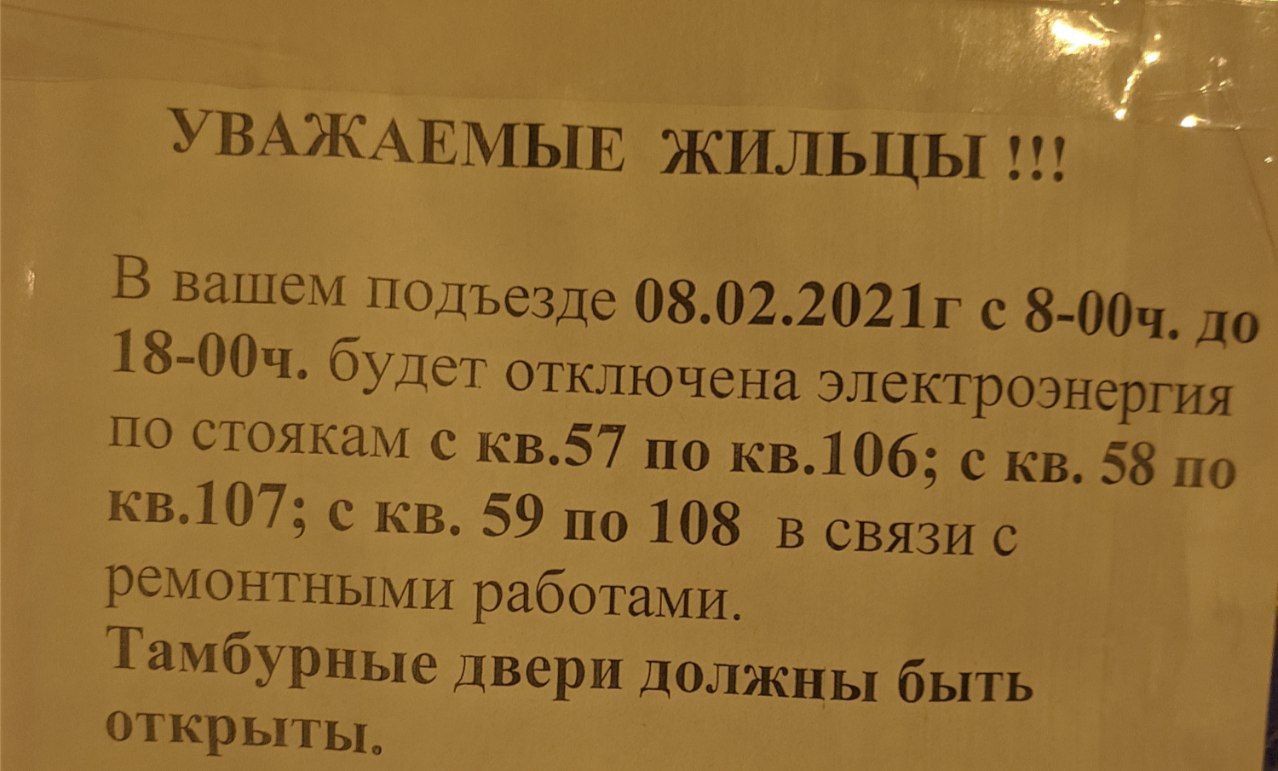 УВАЖАЕМЫЕ ЖИЛЬЦЫ !!!
В вашем подъезде 08.02.2021г с 8-00ч. до
18-00ч. будет отключена электроэнергия
по стоякам с кв.57 по кв.106; с кв. 58 по
кв.107; с кв. 59 по 108 в связи с
ремонтными работами.
Тамбурные двери должны быть
открыты.